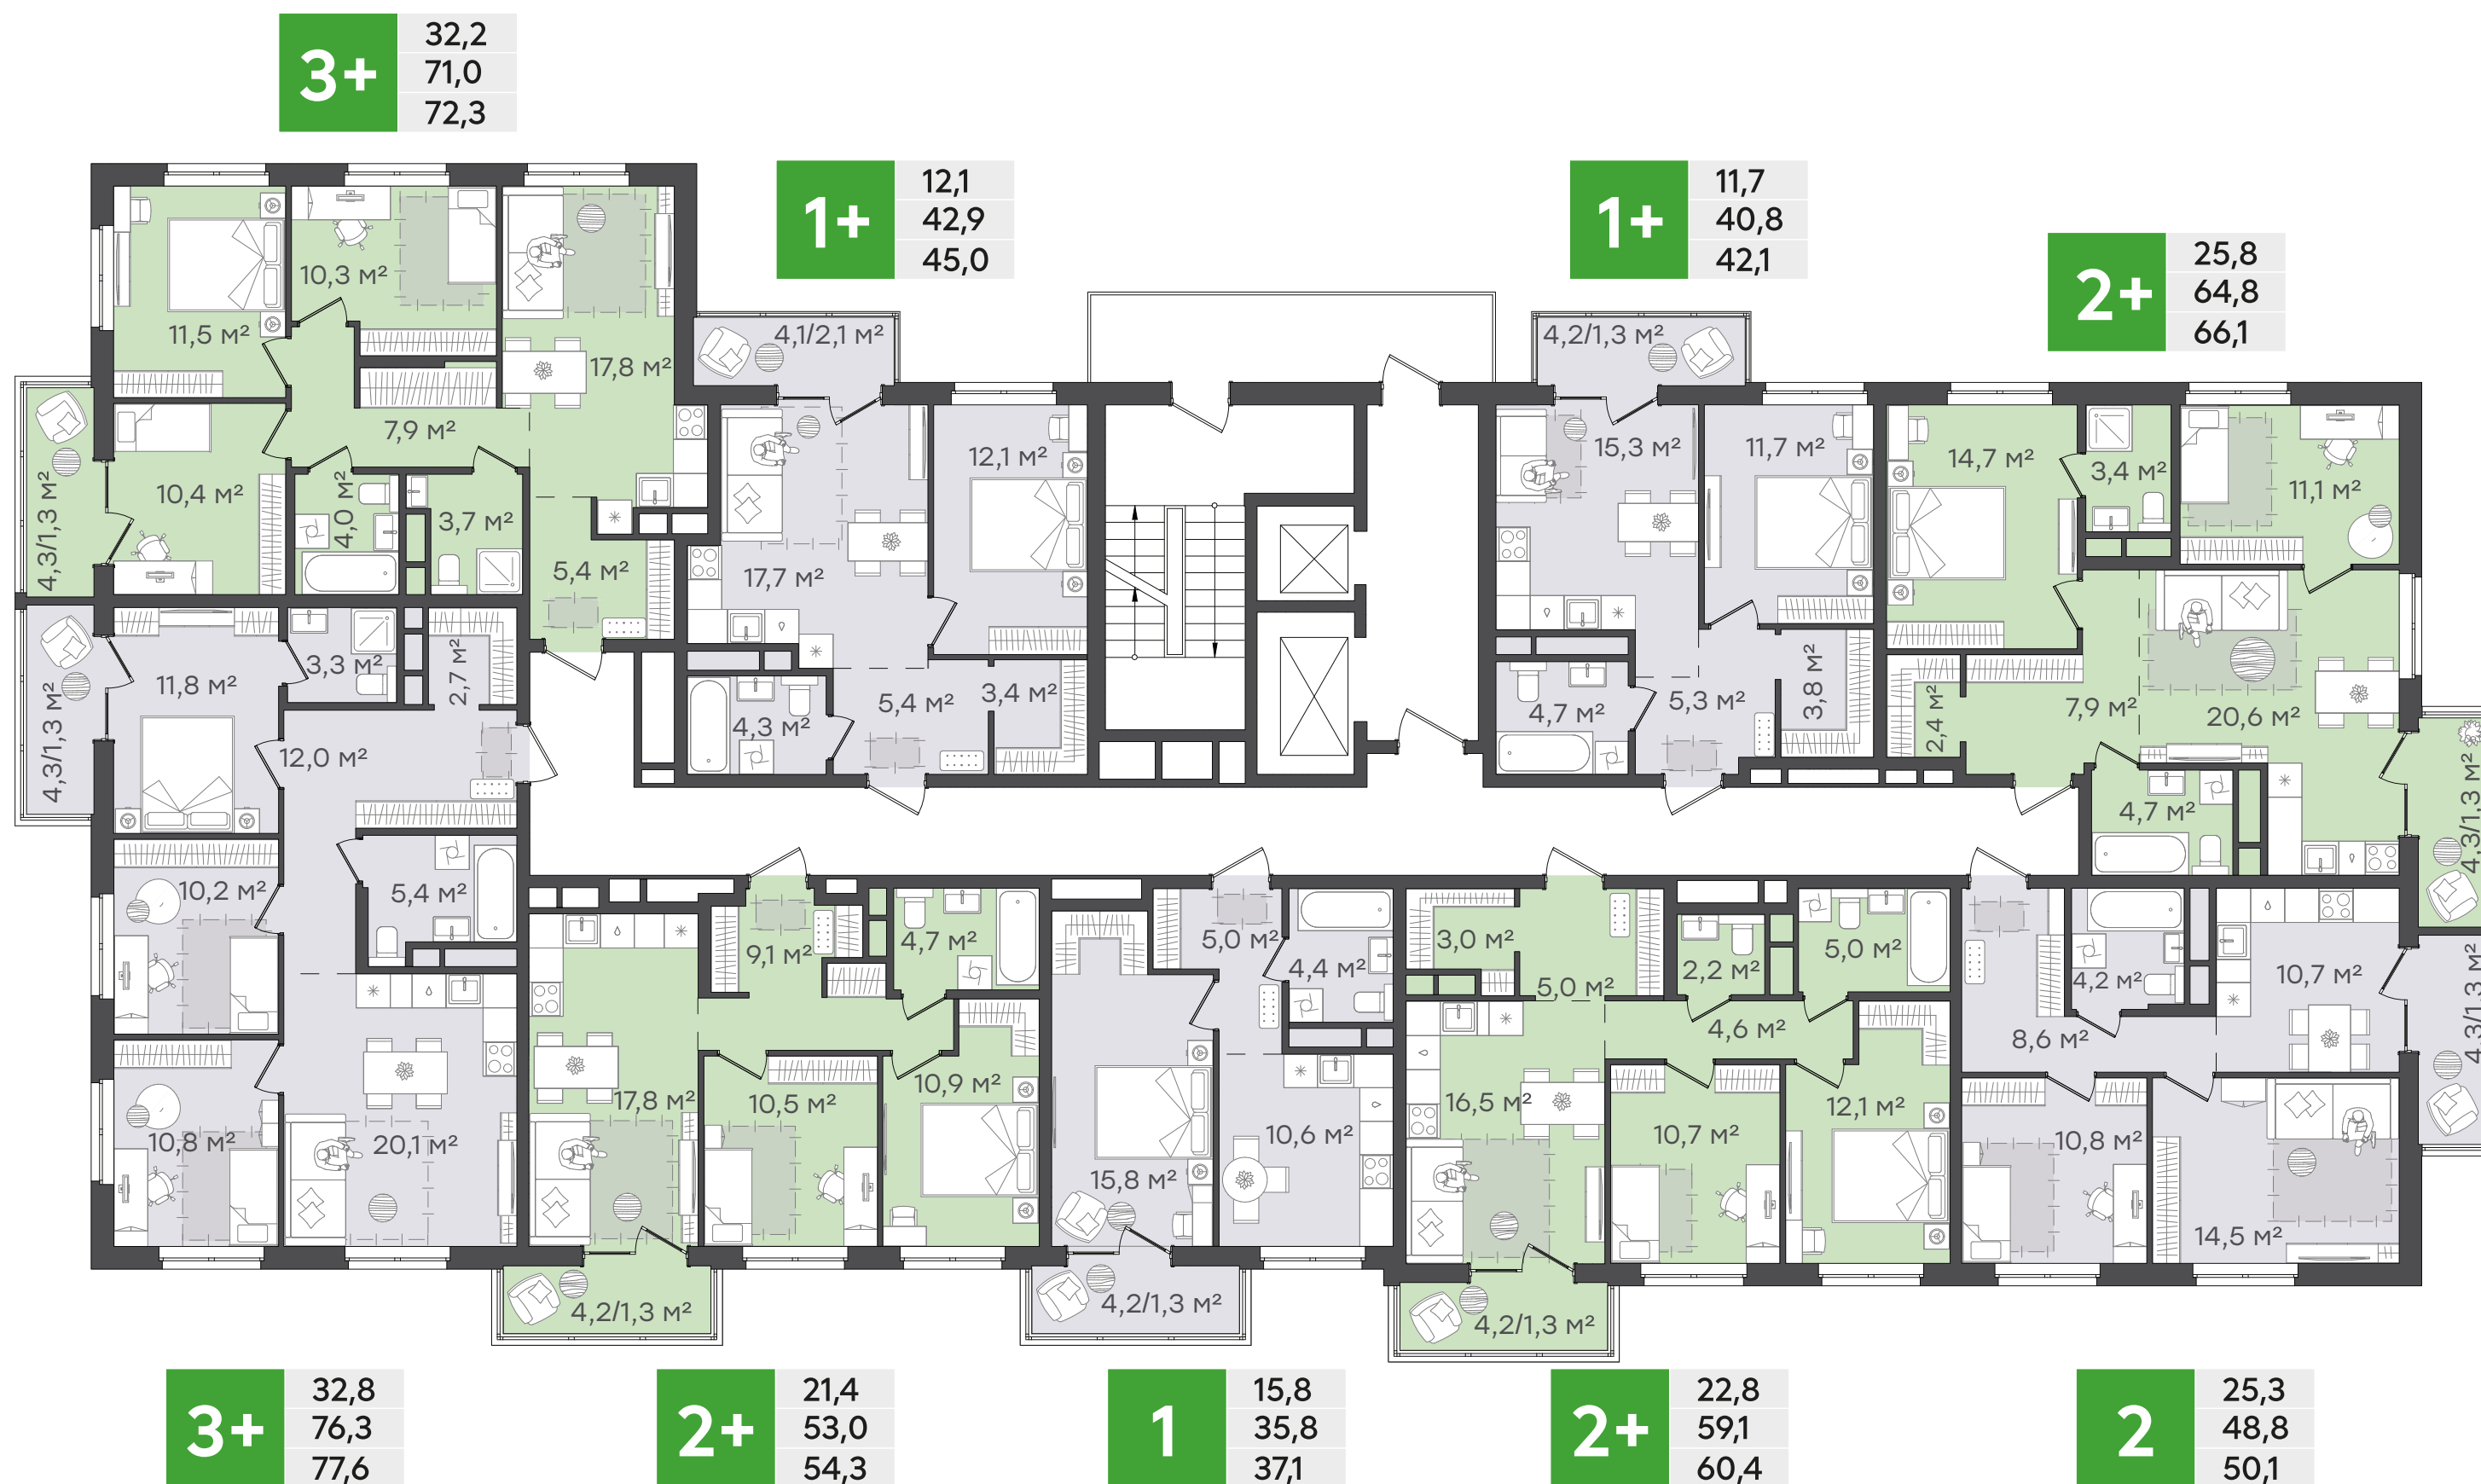 3+
32,2
71,0
72,3
1+
12,1
42,9
45,0
1+
11,7
40,8
42,1
2+
25,8
64,8
66,1
11,5 м²
10,3 м²
17,8 м²
10,4 м²
7,9 м²
4,0 м²
3,7 м²
5,4 м²
4,3/1,3 м²
4,1/2,1 м²
17,7 м²
12,1 м²
4,3 м²
5,4 м²
3,4 м²
4,2/1,3 м²
15,3 м²
11,7 м²
4,7 м²
5,3 м²
3,8 м²
14,7 м²
3,4 м²
11,1 м²
2,4 м²
7,9 м²
20,6 м²
4,7 м²
4,3/1,3 м²
4,3/1,3 м²
11,8 м²
3,3 м²
2,7 м²
12,0 м²
10,2 м²
5,4 м²
10,8 м²
20,1 м²
9,1 м²
4,7 м²
17,8 м²
10,5 м²
10,9 м²
4,2/1,3 м²
5,0 м²
4,4 м²
15,8 м²
10,6 м²
4,2/1,3 м²
3,0 м²
5,0 м²
2,2 м²
5,0 м²
4,6 м²
16,5 м²
10,7 м²
12,1 м²
4,2/1,3 м²
4,2 м²
10,7 м²
8,6 м²
10,8 м²
14,5 м²
4,3/1,3 м²
3+
32,8
76,3
77,6
2+
21,4
53,0
54,3
1
15,8
35,8
37,1
2+
22,8
59,1
60,4
2
25,3
48,8
50,1